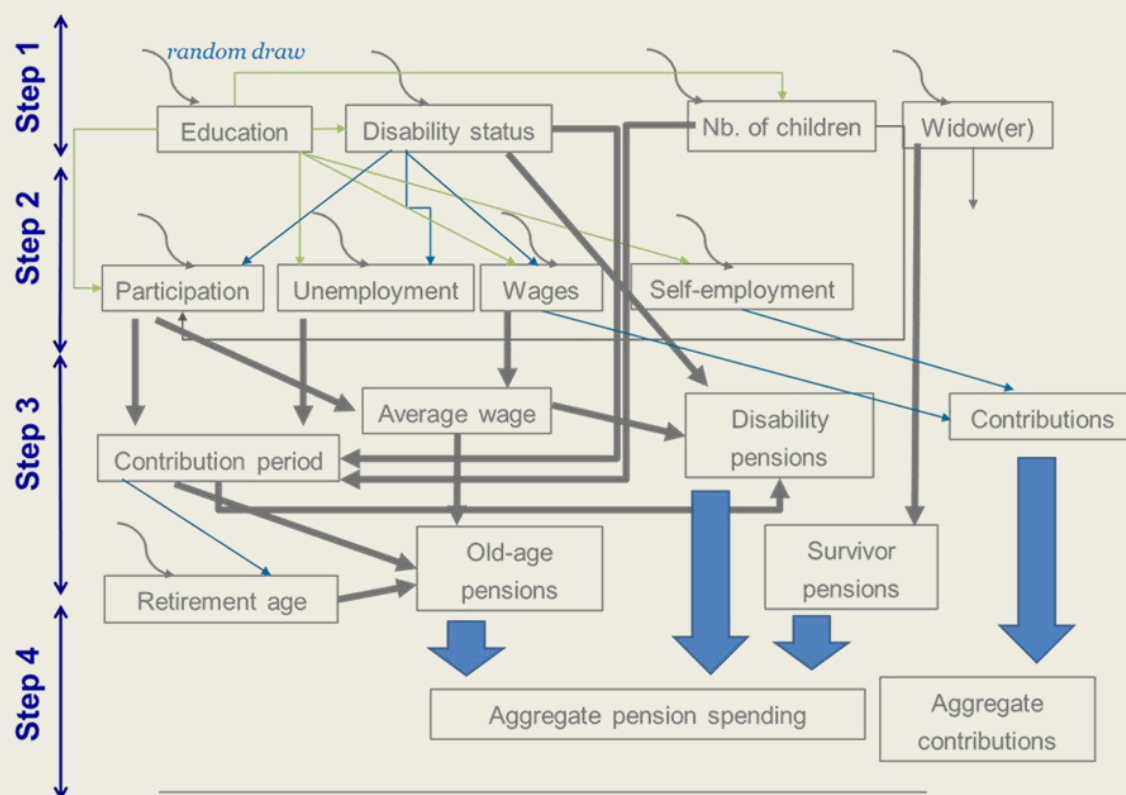 Step 1
random draw
Education
Disability status
Nb. of children
Widow(er)
Step 2
Participation
Unemployment
Wages
Self-employment
Step 3
Average wage
Disability
pensions
Contributions
Contribution period
Old-age
pensions
Survivor
pensions
Retirement age
Step 4
Aggregate pension spending
Aggregate
contributions